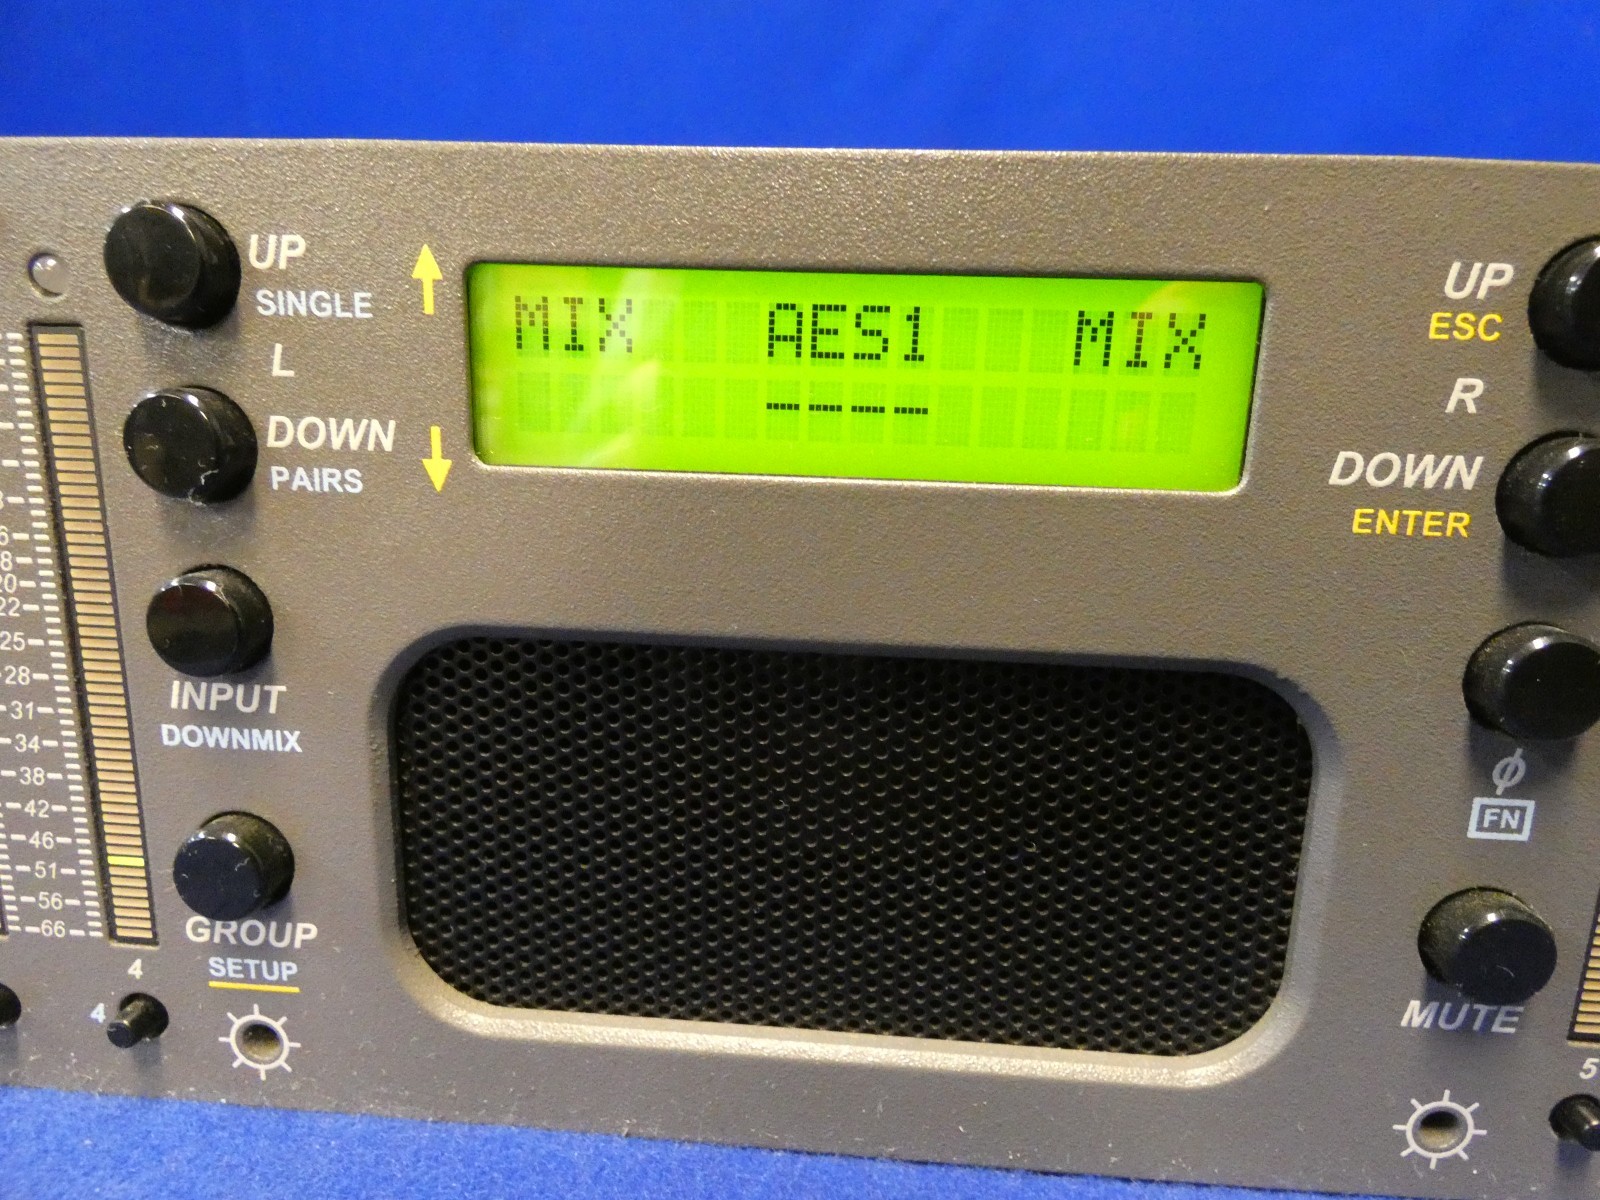 UP
SINGLE
L
DOWN
PAIRS
INPUT
DOWNMIX
GROUP
SETUP
MIX AES1 MIX
----
UP
ESC
R
DOWN
ENTER
ϕ
FN
MUTE
22
25
28
31
34
38
42
46
51
56
66
4
4
5